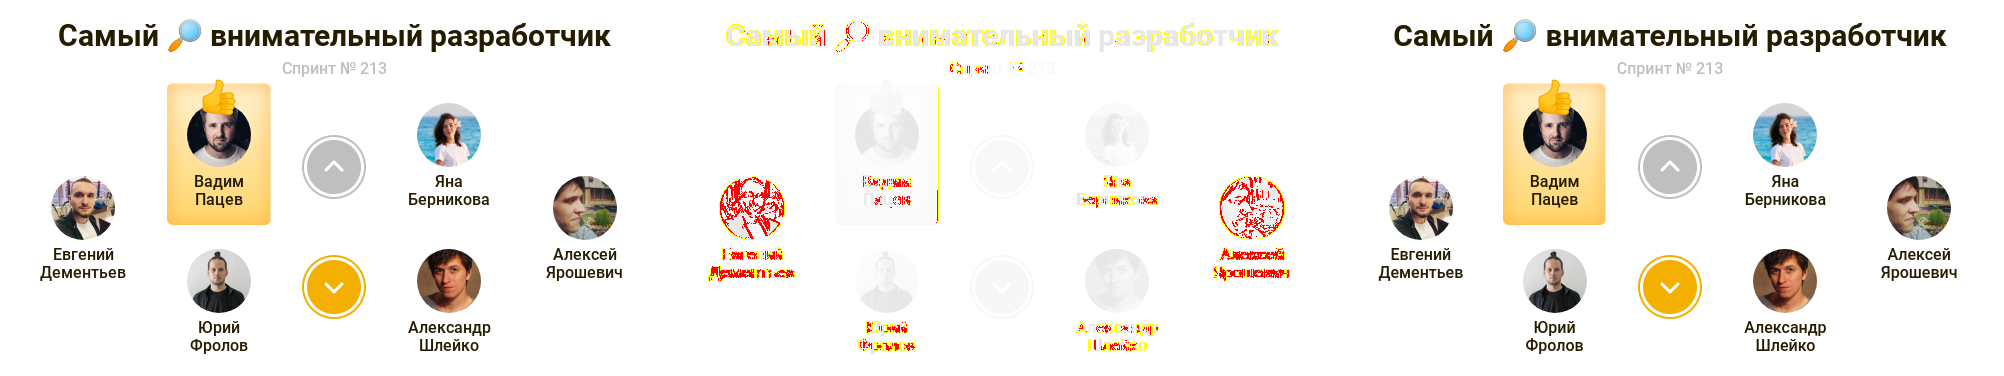 Самый внимательный разработчик
Спринт № 213
Вадим
Пацев
Яна
Берникова
Евгений
Дементьев
Алексей
Ярошевич
Юрий
Фролов
Александр
Шлейко
Самый внимательный разработчик
Спринт № 213
Вадим
Пацев
Яна
Берникова
Евгений
Дементьев
Алексей
Ярошевич
Юрий
Фролов
Александр
Шлейко
Самый внимательный разработчик
Спринт № 213
Вадим
Пацев
Яна
Берникова
Евгений
Дементьев
Алексей
Ярошевич
Юрий
Фролов
Александр
Шлейко